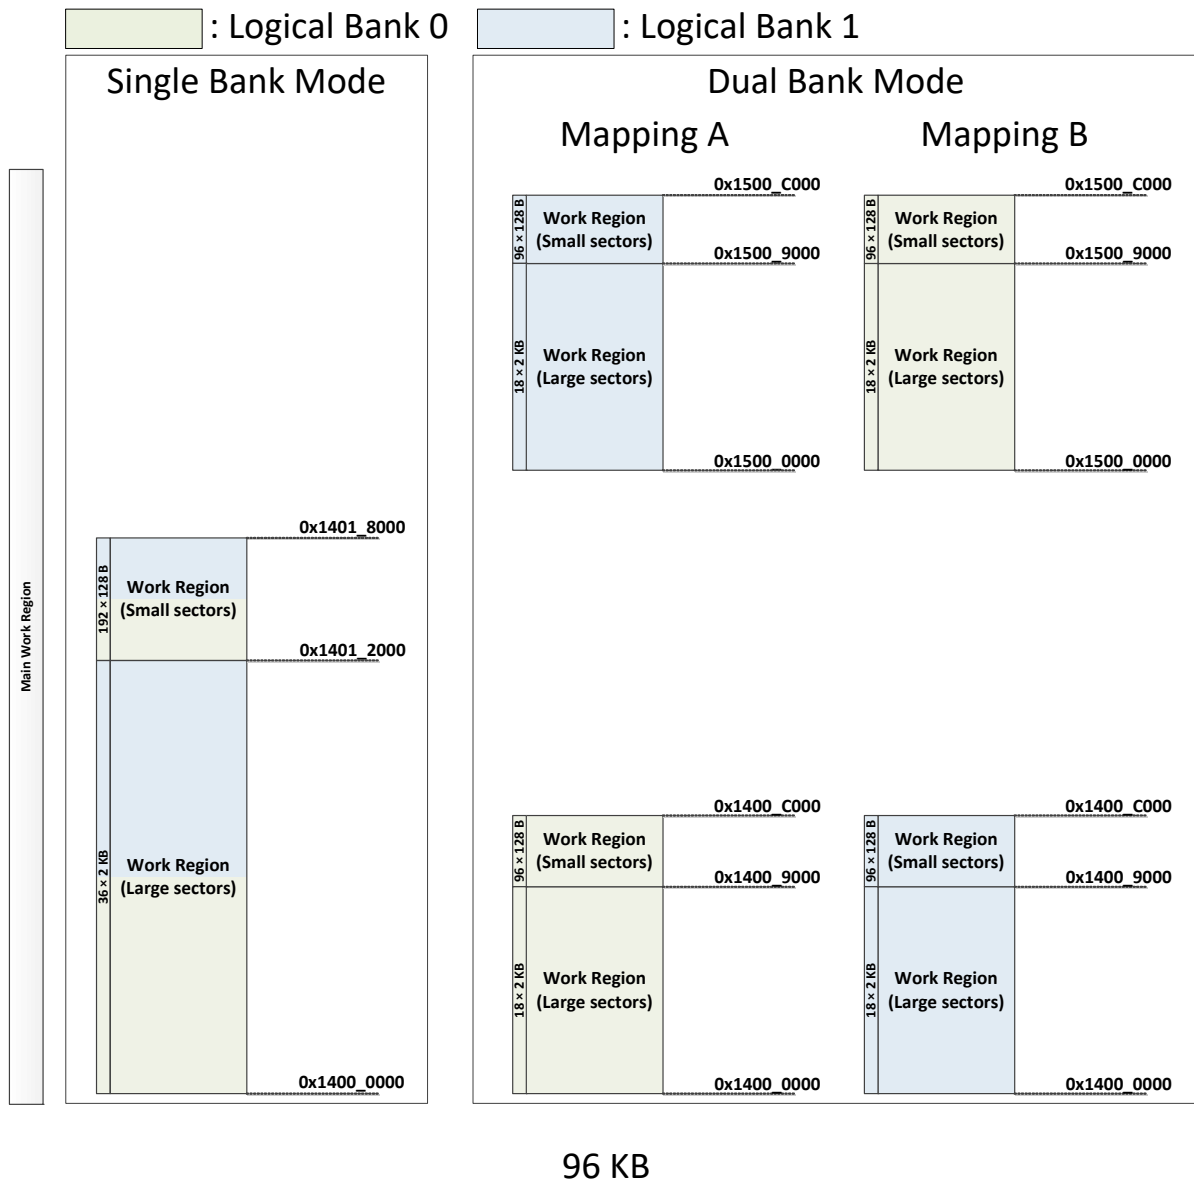 : Logical Bank 0
: Logical Bank 1
Single Bank Mode
Dual Bank Mode
Mapping A
Mapping B
Main Work Region
0x1401_8000
192 × 128 B
Work Region
(Small sectors)
0x1401_2000
36 × 2 KB
Work Region
(Large sectors)
0x1400_0000
0x1500_C000
96 × 128 B
Work Region
(Small sectors)
0x1500_9000
18 × 2 KB
Work Region
(Large sectors)
0x1500_0000
0x1400_C000
96 × 128 B
Work Region
(Small sectors)
0x1400_9000
18 × 2 KB
Work Region
(Large sectors)
0x1400_0000
0x1500_C000
96 × 128 B
Work Region
(Small sectors)
0x1500_9000
18 × 2 KB
Work Region
(Large sectors)
0x1500_0000
0x1400_C000
96 × 128 B
Work Region
(Small sectors)
0x1400_9000
18 × 2 KB
Work Region
(Large sectors)
0x1400_0000
96 KB